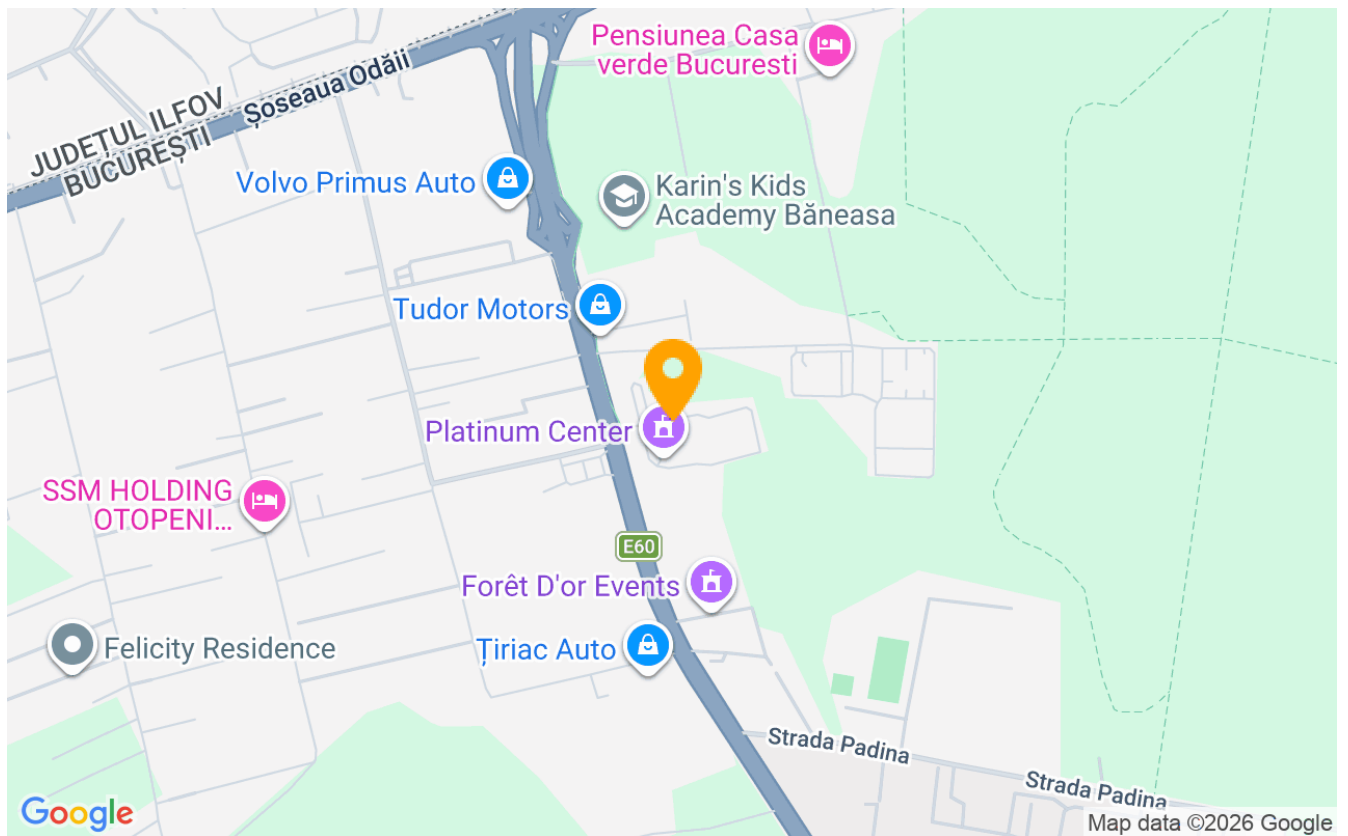 Pensiunea Casa
verde Bucuresti
Șoseaua Odăii
JUDEȚUL ILFOV
BUCUREȘTI
Volvo Primus Auto
Karin's Kids
Academy Băneasa
Tudor Motors
Platinum Center
SSM HOLDING
OTOPENI...
E60
Forêt D'or Events
Felicity Residence
Țiriac Auto
Strada Padina
Strada Padina
Google
Map data ©2026 Google